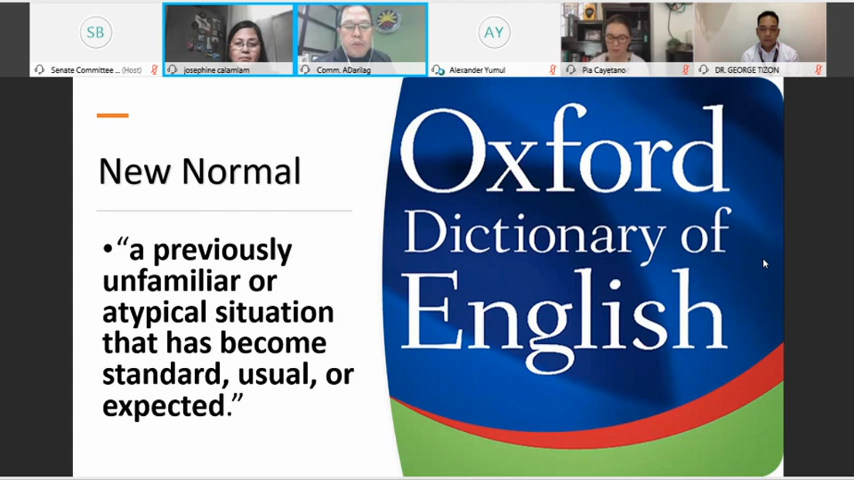 SB
AY
Senate Committee ... (Host)
josephine calamlam
Comm. ADarilag
Alexander Yumul
Pia Cayetano
DR. GEORGE TIZON
New Normal
•“a previously
unfamiliar or
atypical situation
that has become
standard, usual, or
expected.”
Oxford
Dictionary of
English